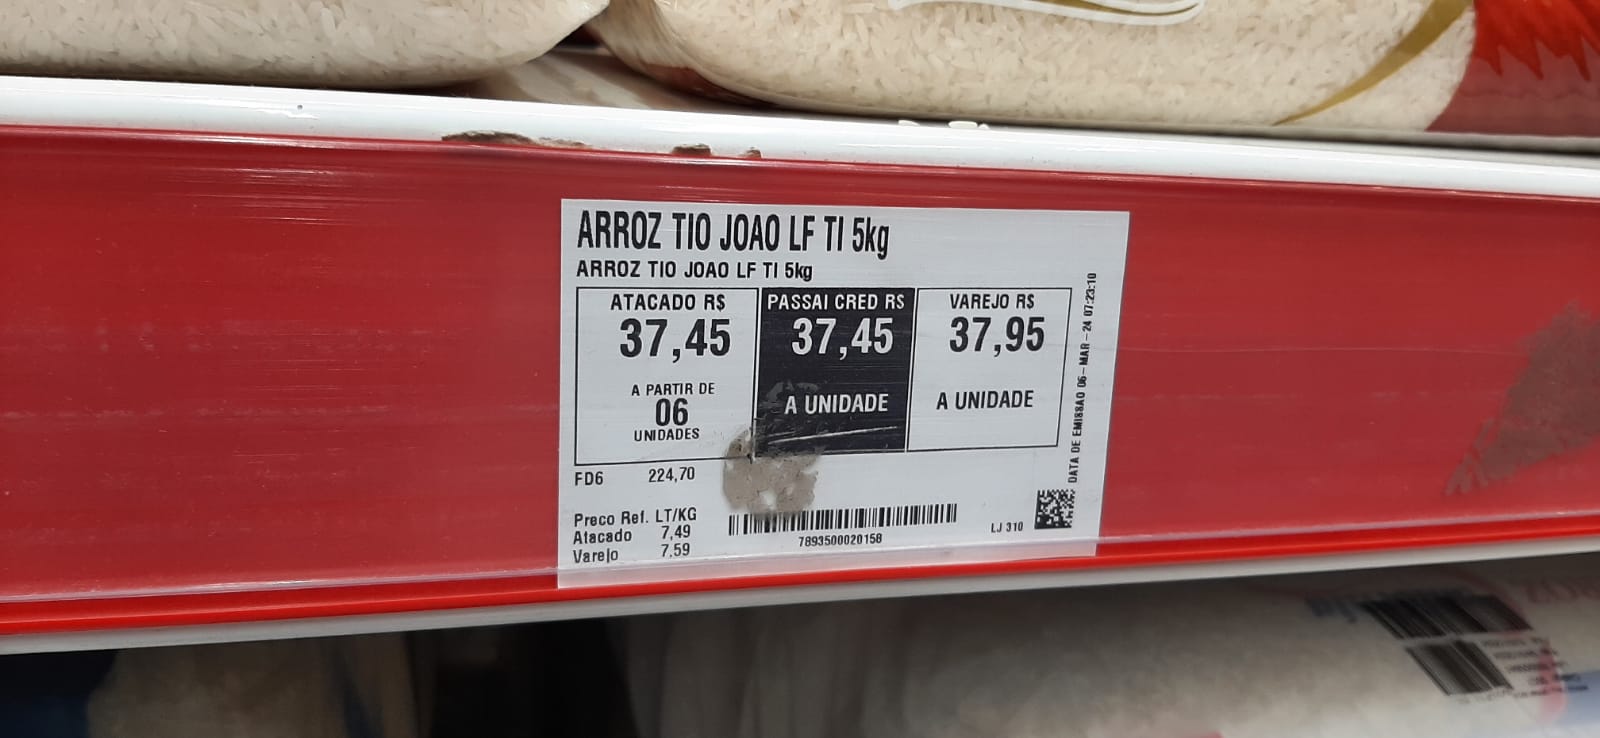 ARROZ TIO JOAO LF TI 5kg
ARROZ TIO JOAO LF TI 5kg
ATACADO R$
37,45
A PARTIR DE
06
UNIDADES
PASSAI CRED R$
37,45
A UNIDADE
VAREJO R$
37,95
A UNIDADE
FD6 224,70
Preco Ref. LT/KG
Atacado 7,49
Varejo 7,59
7893500020158
LJ 310
DATA DE EMISSAO 06-MAR-24 07:23:10